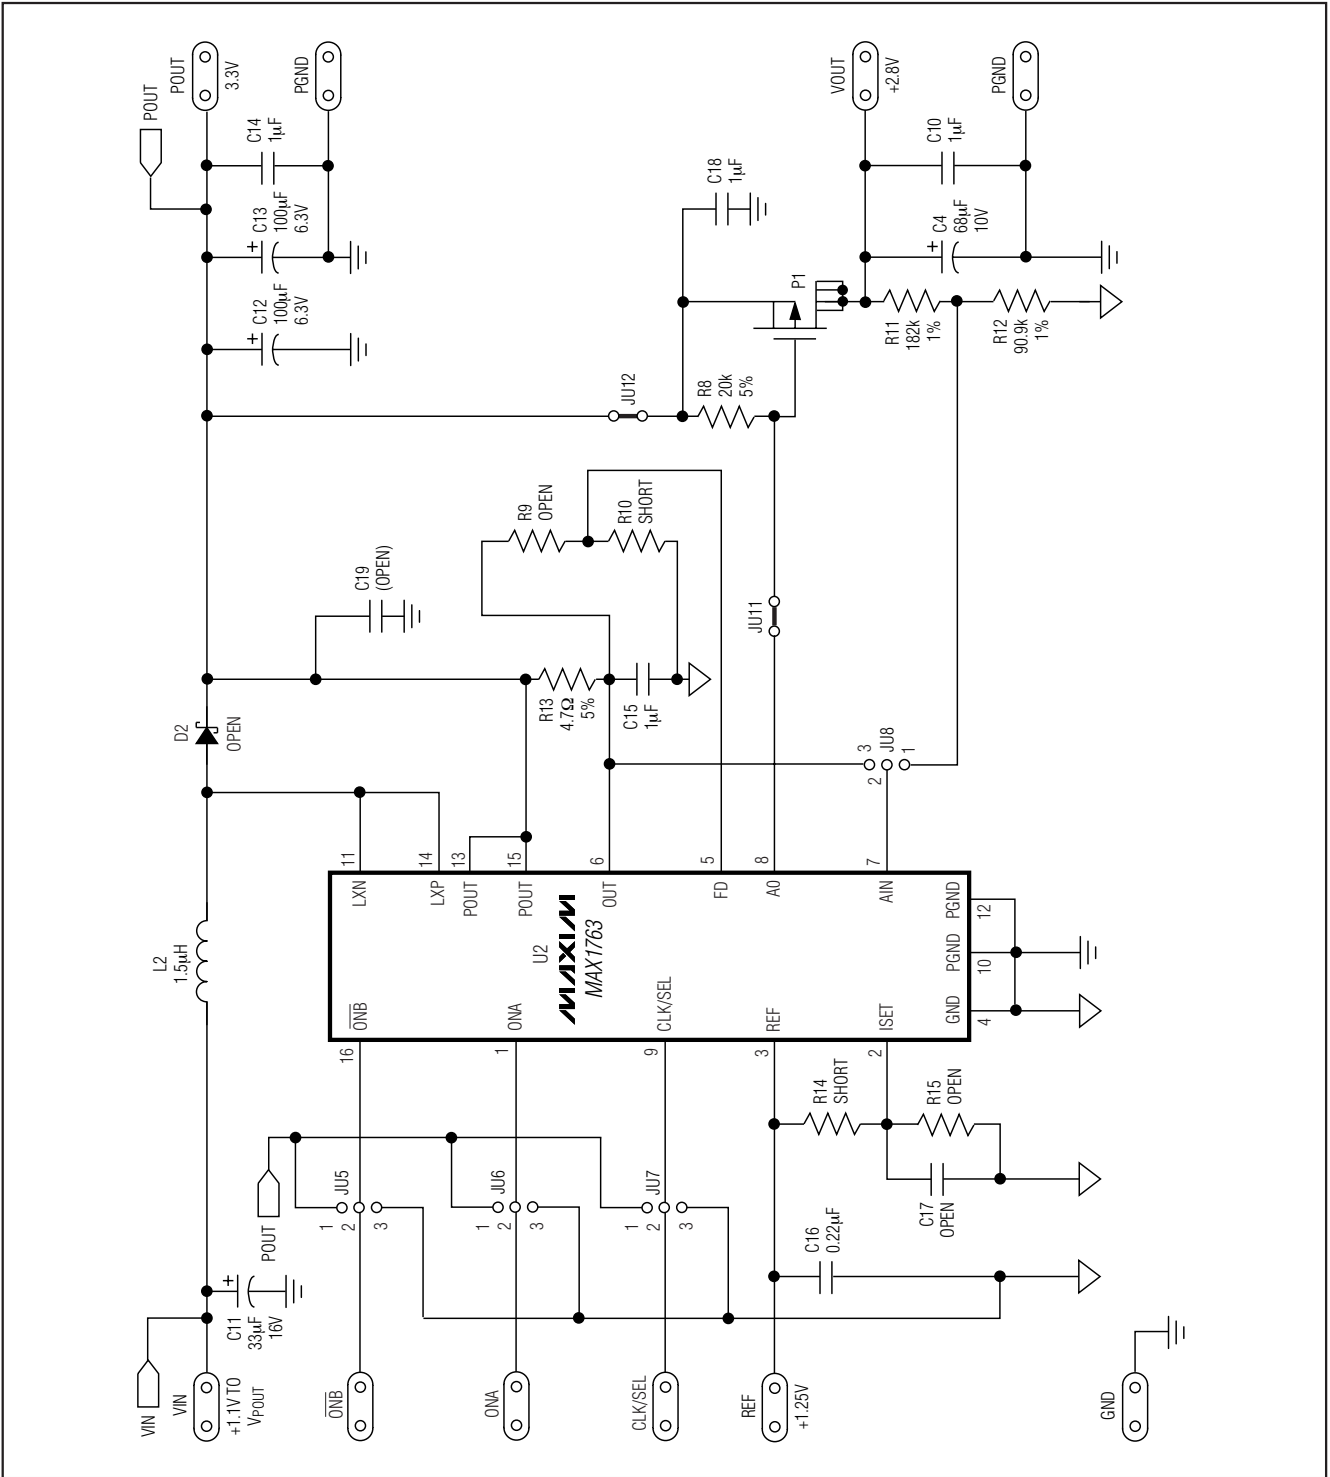 VIN
VIN
+1.1V TO
VPOUT
C11
33µF
16V
L2
1.5µH
D2
OPEN
POUT
POUT
3.3V
PGND
C14
1µF
C13
100µF
6.3V
C12
100µF
6.3V
POUT
ONB
JU5
1
2
3
ONA
JU6
1
2
3
CLK/SEL
JU7
1
2
3
REF
+1.25V
C16
0.22µF
R14
SHORT
R15
OPEN
C17
OPEN
GND
16
ONB
1
ONA
9
CLK/SEL
3
REF
2
ISET
U2
MAXIM
MAX1763
LXN
11
LXP
14
POUT
13
POUT
15
OUT
6
FD
5
A0
8
AIN
7
GND
4
PGND
10
PGND
12
C19
(OPEN)
R13
4.7Ω
5%
C15
1µF
R9
OPEN
R10
SHORT
JU12
JU11
JU8
3
2
1
R8
20k
5%
C18
1µF
P1
R11
182k
1%
R12
90.9k
1%
VOUT
+2.8V
PGND
C10
1µF
C4
68µF
10V